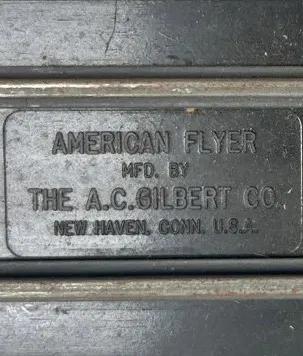 AMERICAN FLYER
MFD. BY
THE A.C.GILBERT CO.
NEW HAVEN, CONN. U.S.A.